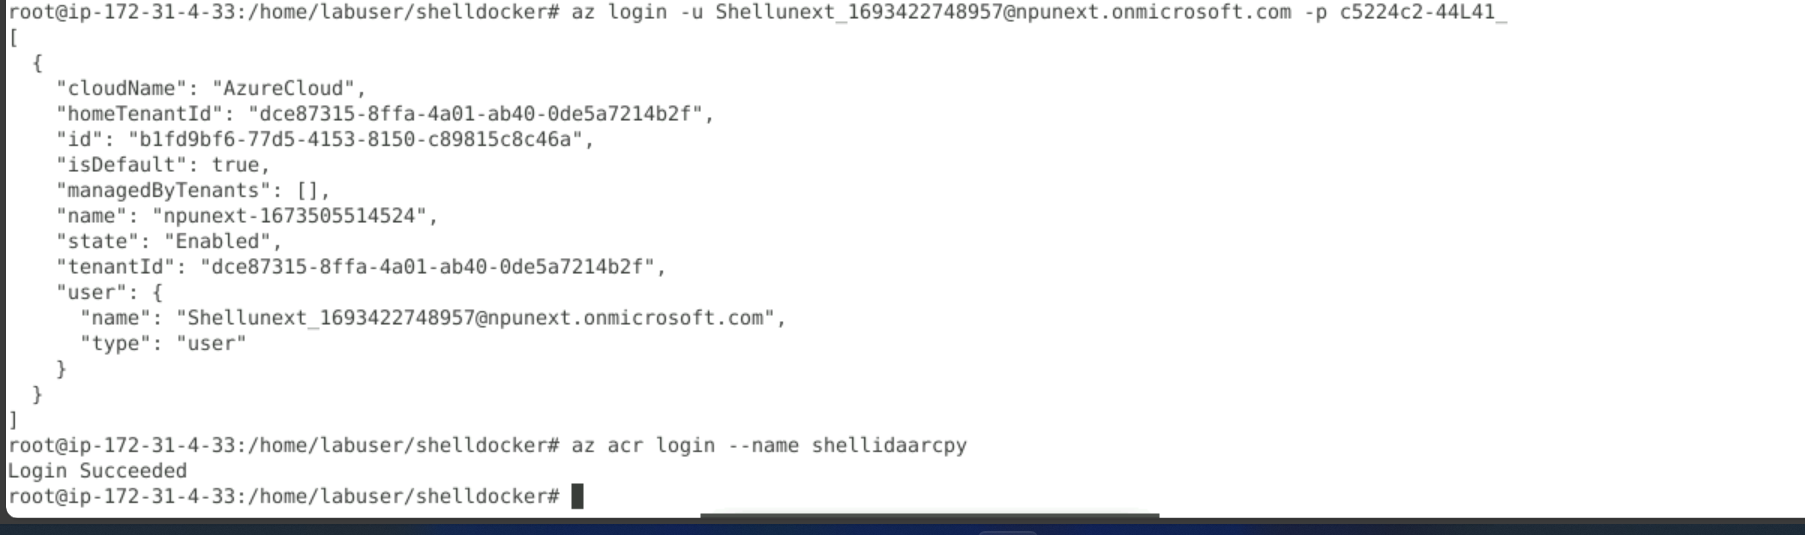 root@ip-172-31-4-33:/home/labuser/shelldocker# az login -u Shellunext_1693422748957@npunext.onmicrosoft.com -p c5224c2-44L41_
[
  {
    "cloudName": "AzureCloud",
    "homeTenantId": "dce87315-8ffa-4a01-ab40-0de5a7214b2f",
    "id": "b1fd9bf6-77d5-4153-8150-c89815c8c46a",
    "isDefault": true,
    "managedByTenants": [],
    "name": "npunext-1673505514524",
    "state": "Enabled",
    "tenantId": "dce87315-8ffa-4a01-ab40-0de5a7214b2f",
    "user": {
      "name": "Shellunext_1693422748957@npunext.onmicrosoft.com",
      "type": "user"
    }
  }
]
root@ip-172-31-4-33:/home/labuser/shelldocker# az acr login --name shellidaarcpy
Login Succeeded
root@ip-172-31-4-33:/home/labuser/shelldocker#